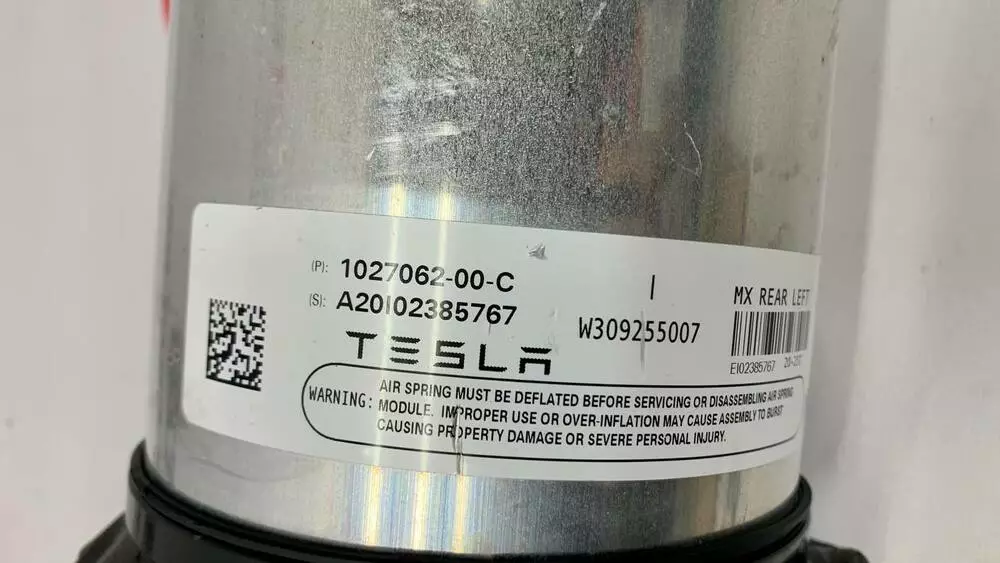 (P): 1027062-00-C
(S): A20I02385767
TESLA
I
W309255007
MX REAR LEFT
EI02385767
WARNING: AIR SPRING MUST BE DEFLATED BEFORE SERVICING OR DISASSEMBLING AIR SPRING
MODULE. IMPROPER USE OR OVER-INFLATION MAY CAUSE ASSEMBLY TO BURST
CAUSING PROPERTY DAMAGE OR SEVERE PERSONAL INJURY.